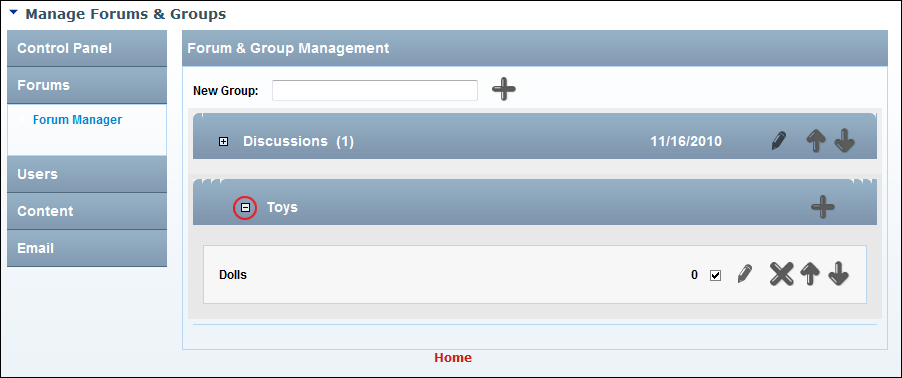 Manage Forums & Groups
Control Panel
Forums
Forum Manager
Users
Content
Email
Forum & Group Management
New Group:
Discussions (1) 11/16/2010
Toys
Dolls 0
Home